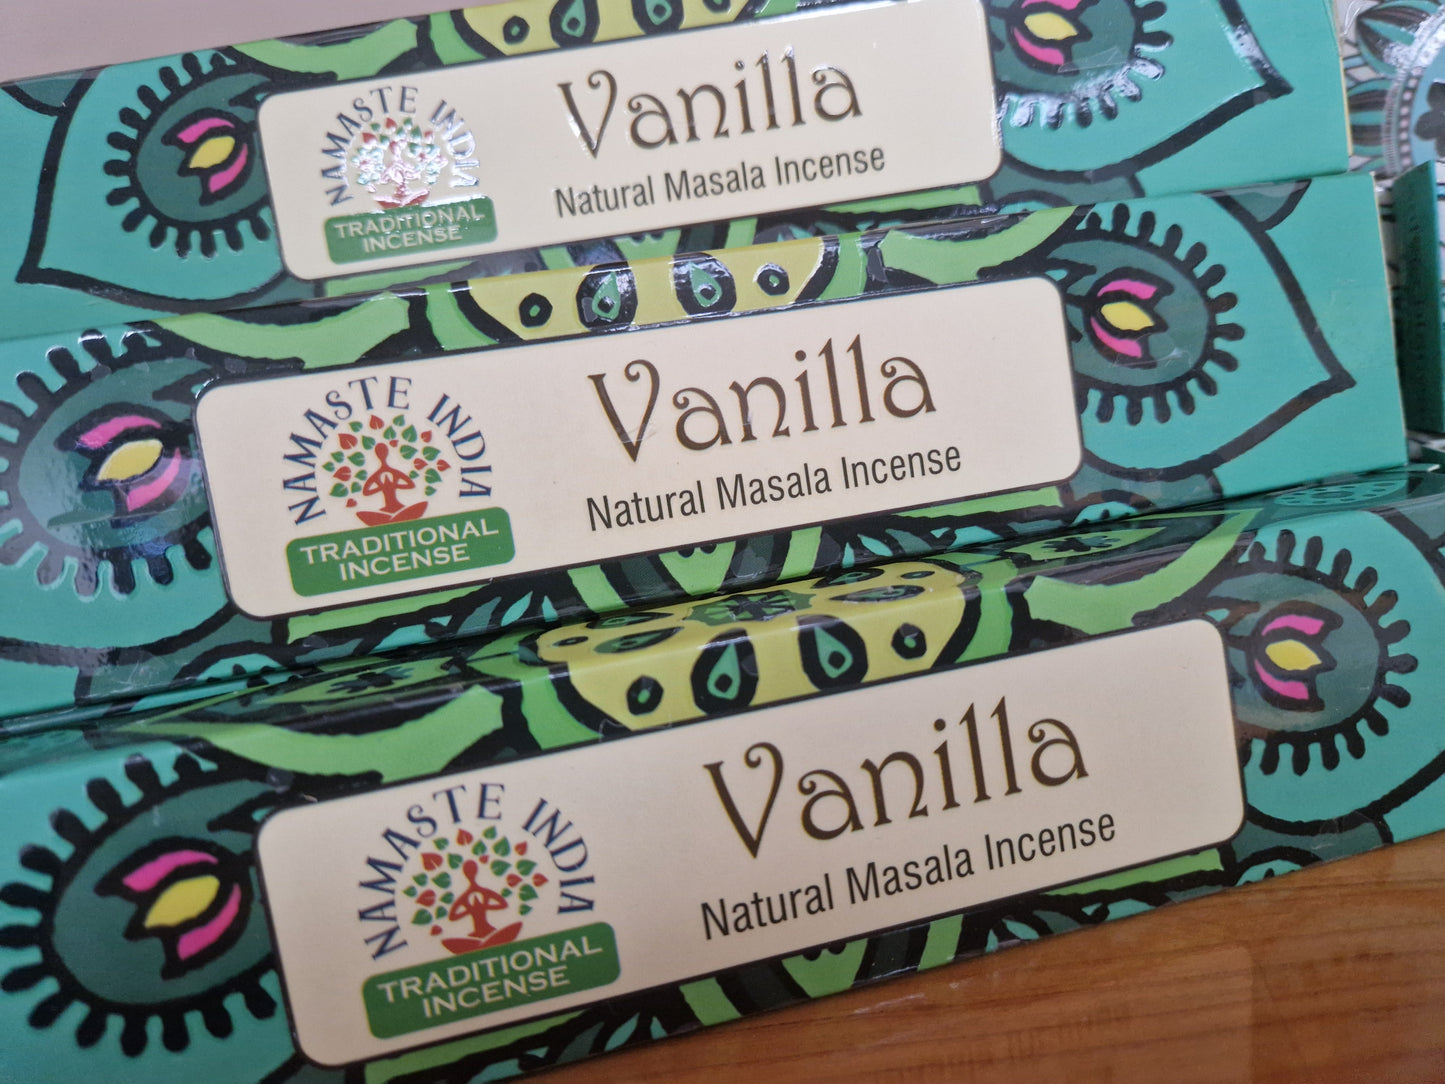 NAMASTE INDIA
TRADITIONAL
INCENSE
Vanilla
Natural Masala Incense
NAMASTE INDIA
TRADITIONAL
INCENSE
Vanilla
Natural Masala Incense
NAMASTE INDIA
TRADITIONAL
INCENSE
Vanilla
Natural Masala Incense